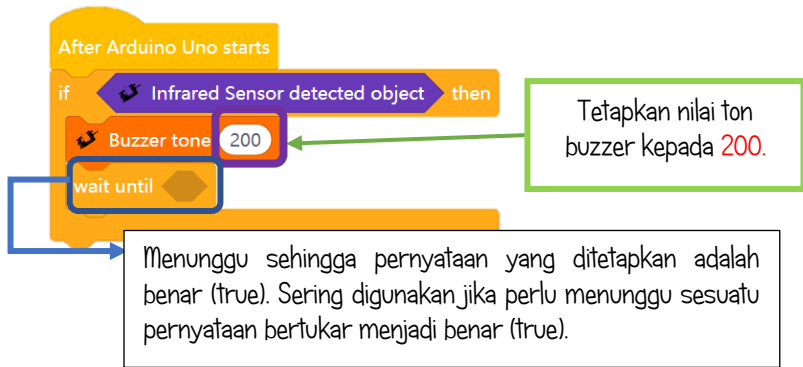 After Arduino Uno starts
if Infrared Sensor detected object then
Buzzer tone 200
wait until
Tetapkan nilai ton
buzzer kepada 200.
Menunggu sehingga pernyataan yang ditetapkan adalah
benar (true). Sering digunakan jika perlu menunggu sesuatu
pernyataan bertukar menjadi benar (true).